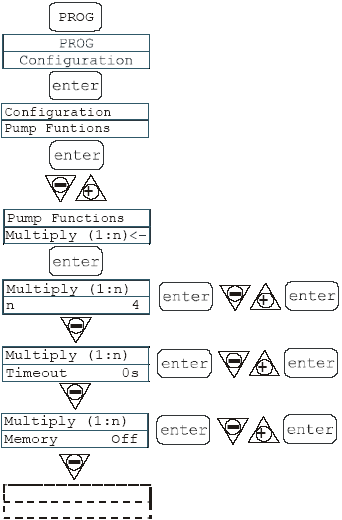 PROG
PROG
Configuration
enter
Configuration
Pump Funtions
enter
Pump Functions
Multiply (1:n)<-
enter
Multiply (1:n)
n 4
enter enter
Multiply (1:n)
Timeout 0s
enter enter
Multiply (1:n)
Memory Off
enter enter